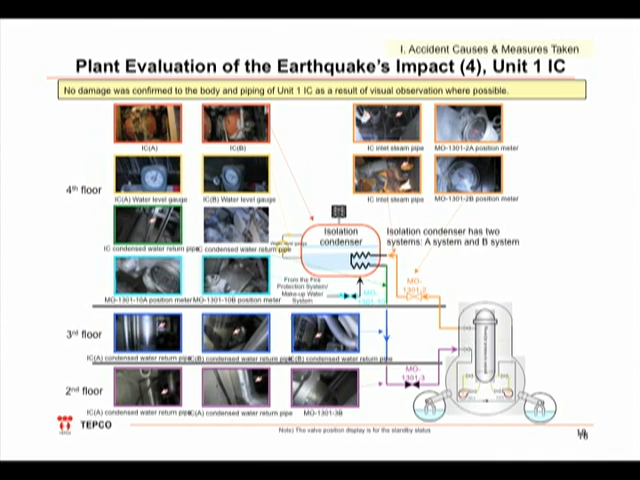 I. Accident Causes & Measures Taken
Plant Evaluation of the Earthquake's Impact (4), Unit 1 IC
No damage was confirmed to the body and piping of Unit 1 IC as a result of visual observation where possible.
IC(A)
IC(B)
IC inlet steam pipe
MO-1301-2A position meter
4th floor
IC(A) Water level gauge
IC(B) Water level gauge
IC inlet steam pipe
MO-1301-2B position meter
IC condensed water return pipe
IC condensed water return pipe
Isolation
condenser
Isolation condenser has two
systems: A system and B system
MO-1301-10A position meter
MO-1301-10B position meter
From the Fire
Protection System/
Make-up Water
System
MO-
1301-2
3rd floor
IC(A) condensed water return pipe
IC(B) condensed water return pipe
IC(B) condensed water return pipe
MO-
1301-3
2nd floor
IC(A) condensed water return pipe
IC(A) condensed water return pipe
MO-1301-3B
TEPCO
Note) The valve position display is for the standby status